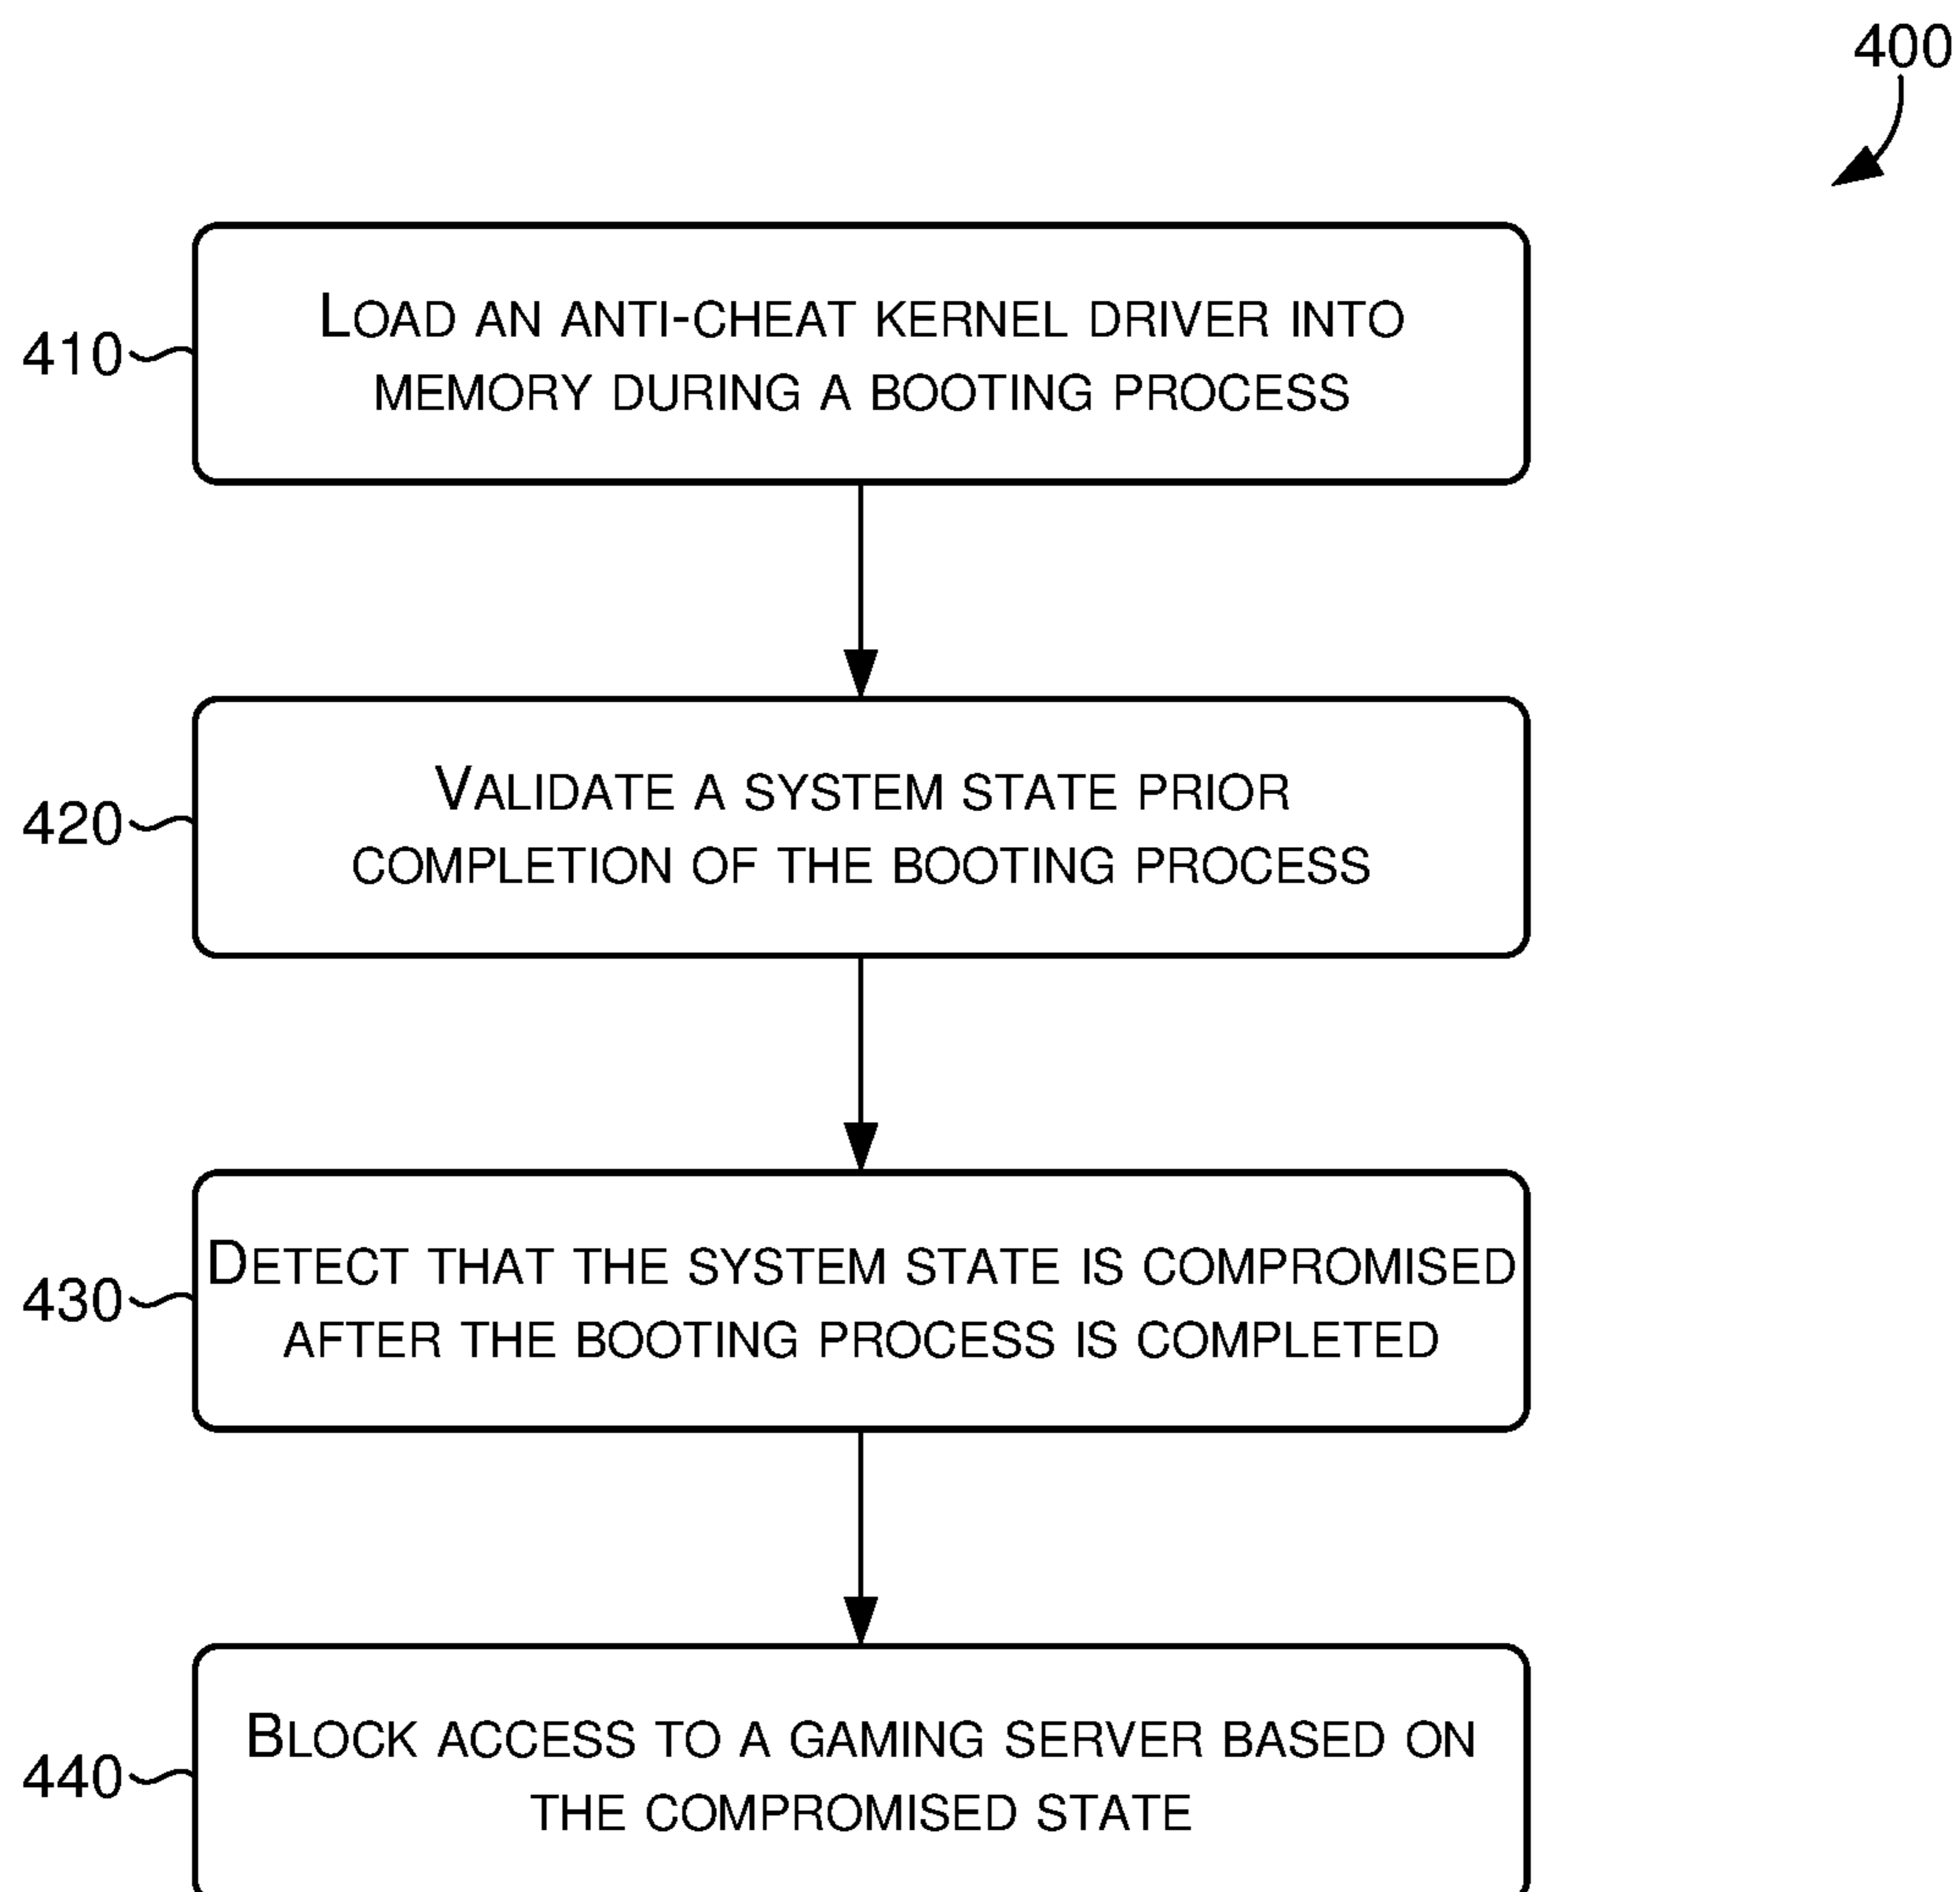 400
410
LOAD AN ANTI-CHEAT KERNEL DRIVER INTO
MEMORY DURING A BOOTING PROCESS
420
VALIDATE A SYSTEM STATE PRIOR
COMPLETION OF THE BOOTING PROCESS
430
DETECT THAT THE SYSTEM STATE IS COMPROMISED
AFTER THE BOOTING PROCESS IS COMPLETED
440
BLOCK ACCESS TO A GAMING SERVER BASED ON
THE COMPROMISED STATE